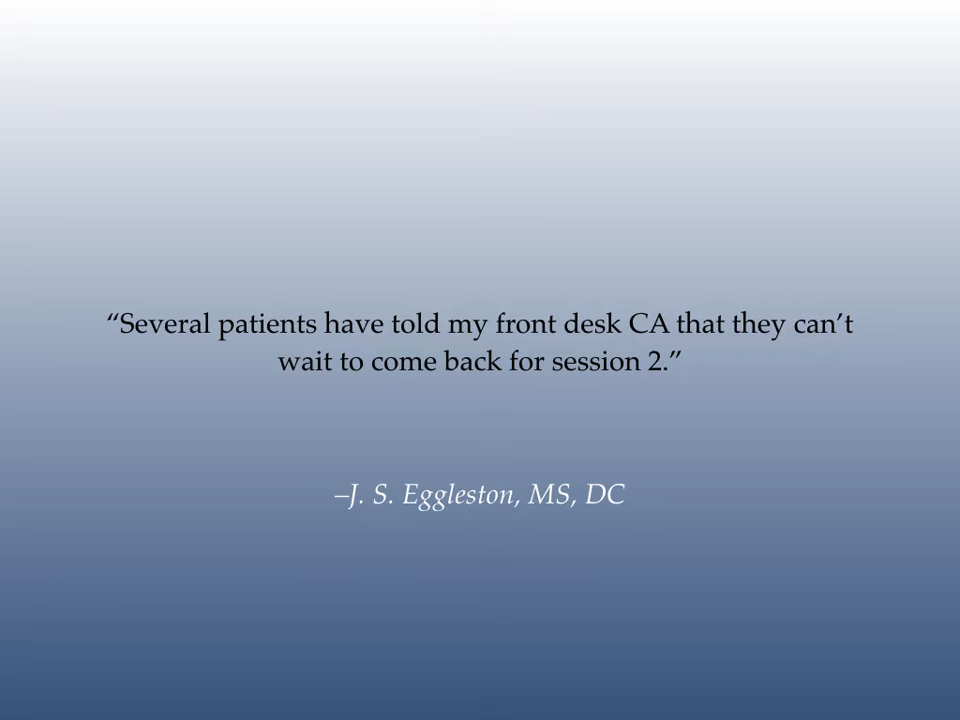 “Several patients have told my front desk CA that they can’t
wait to come back for session 2.”
–J. S. Eggleston, MS, DC